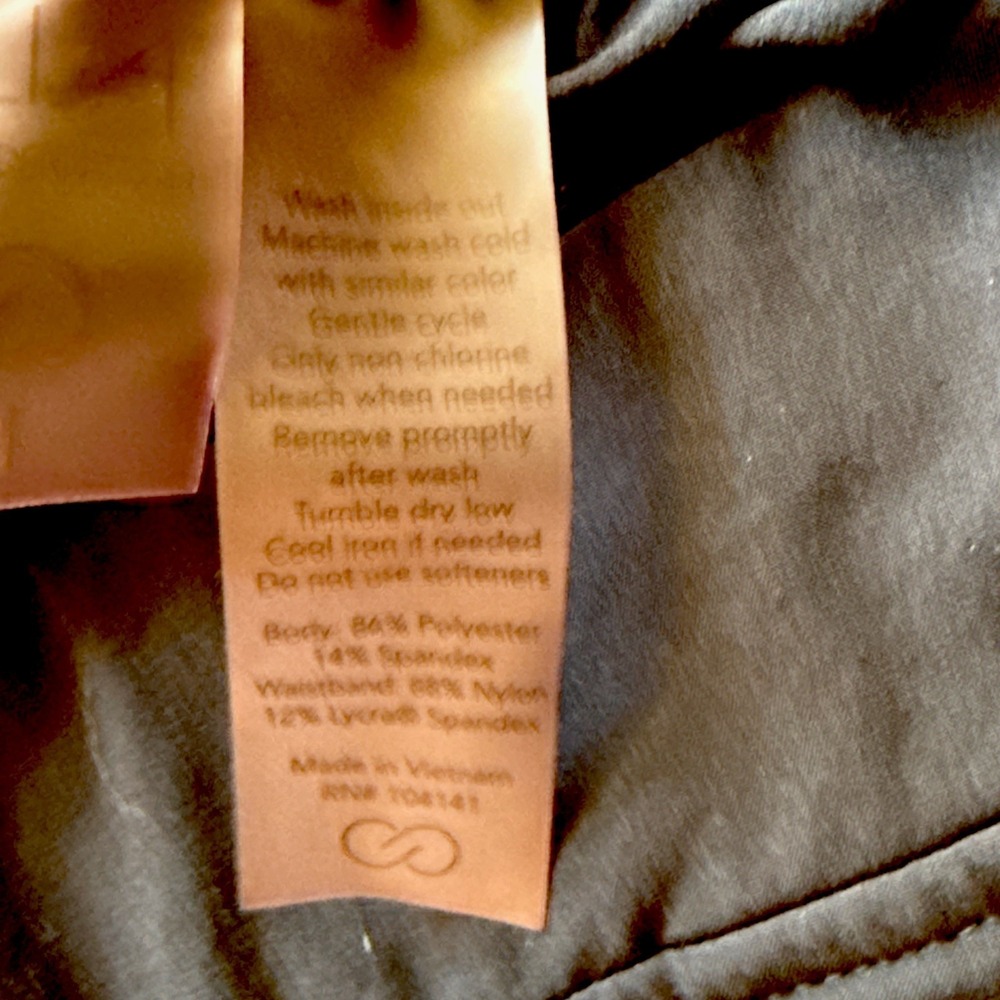 Wash inside out
Machine wash cold
with similar color
Gentle cycle
Only non-chlorine
bleach when needed
Remove promptly
after wash
Tumble dry low
Cool iron if needed
Do not use softeners
Body: 86% Polyester
14% Spandex
Waistband: 88% Nylon
12% Lycra® Spandex
Made in Vietnam
RN# 104141